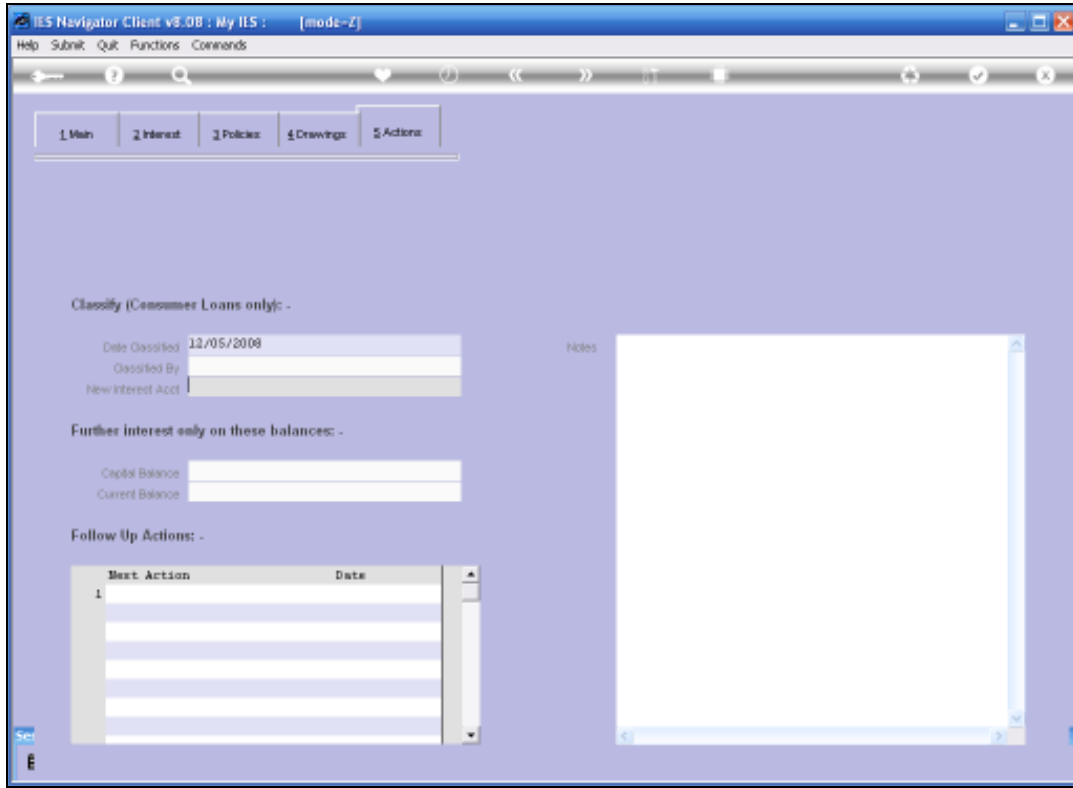 IES Navigator Client v8.08 : My IES : [mode-Z]
Help Submit Quit Functions Commands
1 Main 2 Interest 3 Policies 4 Drawings 5 Actions
Classify (Consumer Loans only): -
Date Classified 12/05/2008
Classified By
New Interest Acct
Notes
Further interest only on these balances: -
Capital Balance
Current Balance
Follow Up Actions: -
Next Action Date
1
Ser